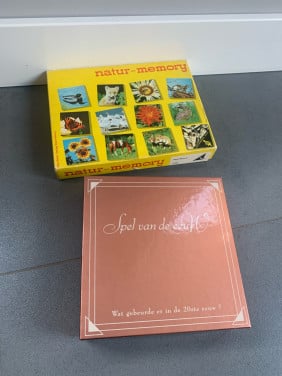 natur-memory
natur-memory
Spel van de eeuw
Wat gebeurde er in de 20ste eeuw ?